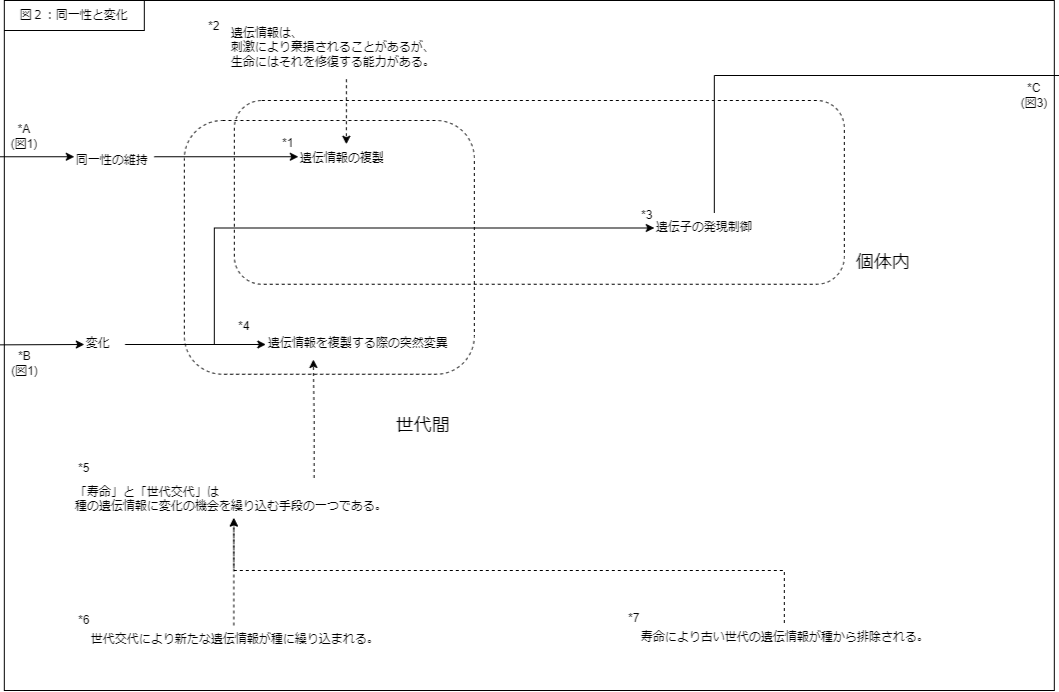 図2：同一性と変化
*2
遺伝情報は、
刺激により棄損されることがあるが、
生命にはそれを修復する能力がある。
*C
(図3)
*A
(図1)
同一性の維持
*1
遺伝情報の複製
*3
遺伝子の発現制御
個体内
*4
変化
遺伝情報を複製する際の突然変異
*B
(図1)
世代間
*5
「寿命」と「世代交代」は
種の遺伝情報に変化の機会を繰り込む手段の一つである。
*6
世代交代により新たな遺伝情報が種に繰り込まれる。
*7
寿命により古い世代の遺伝情報が種から排除される。